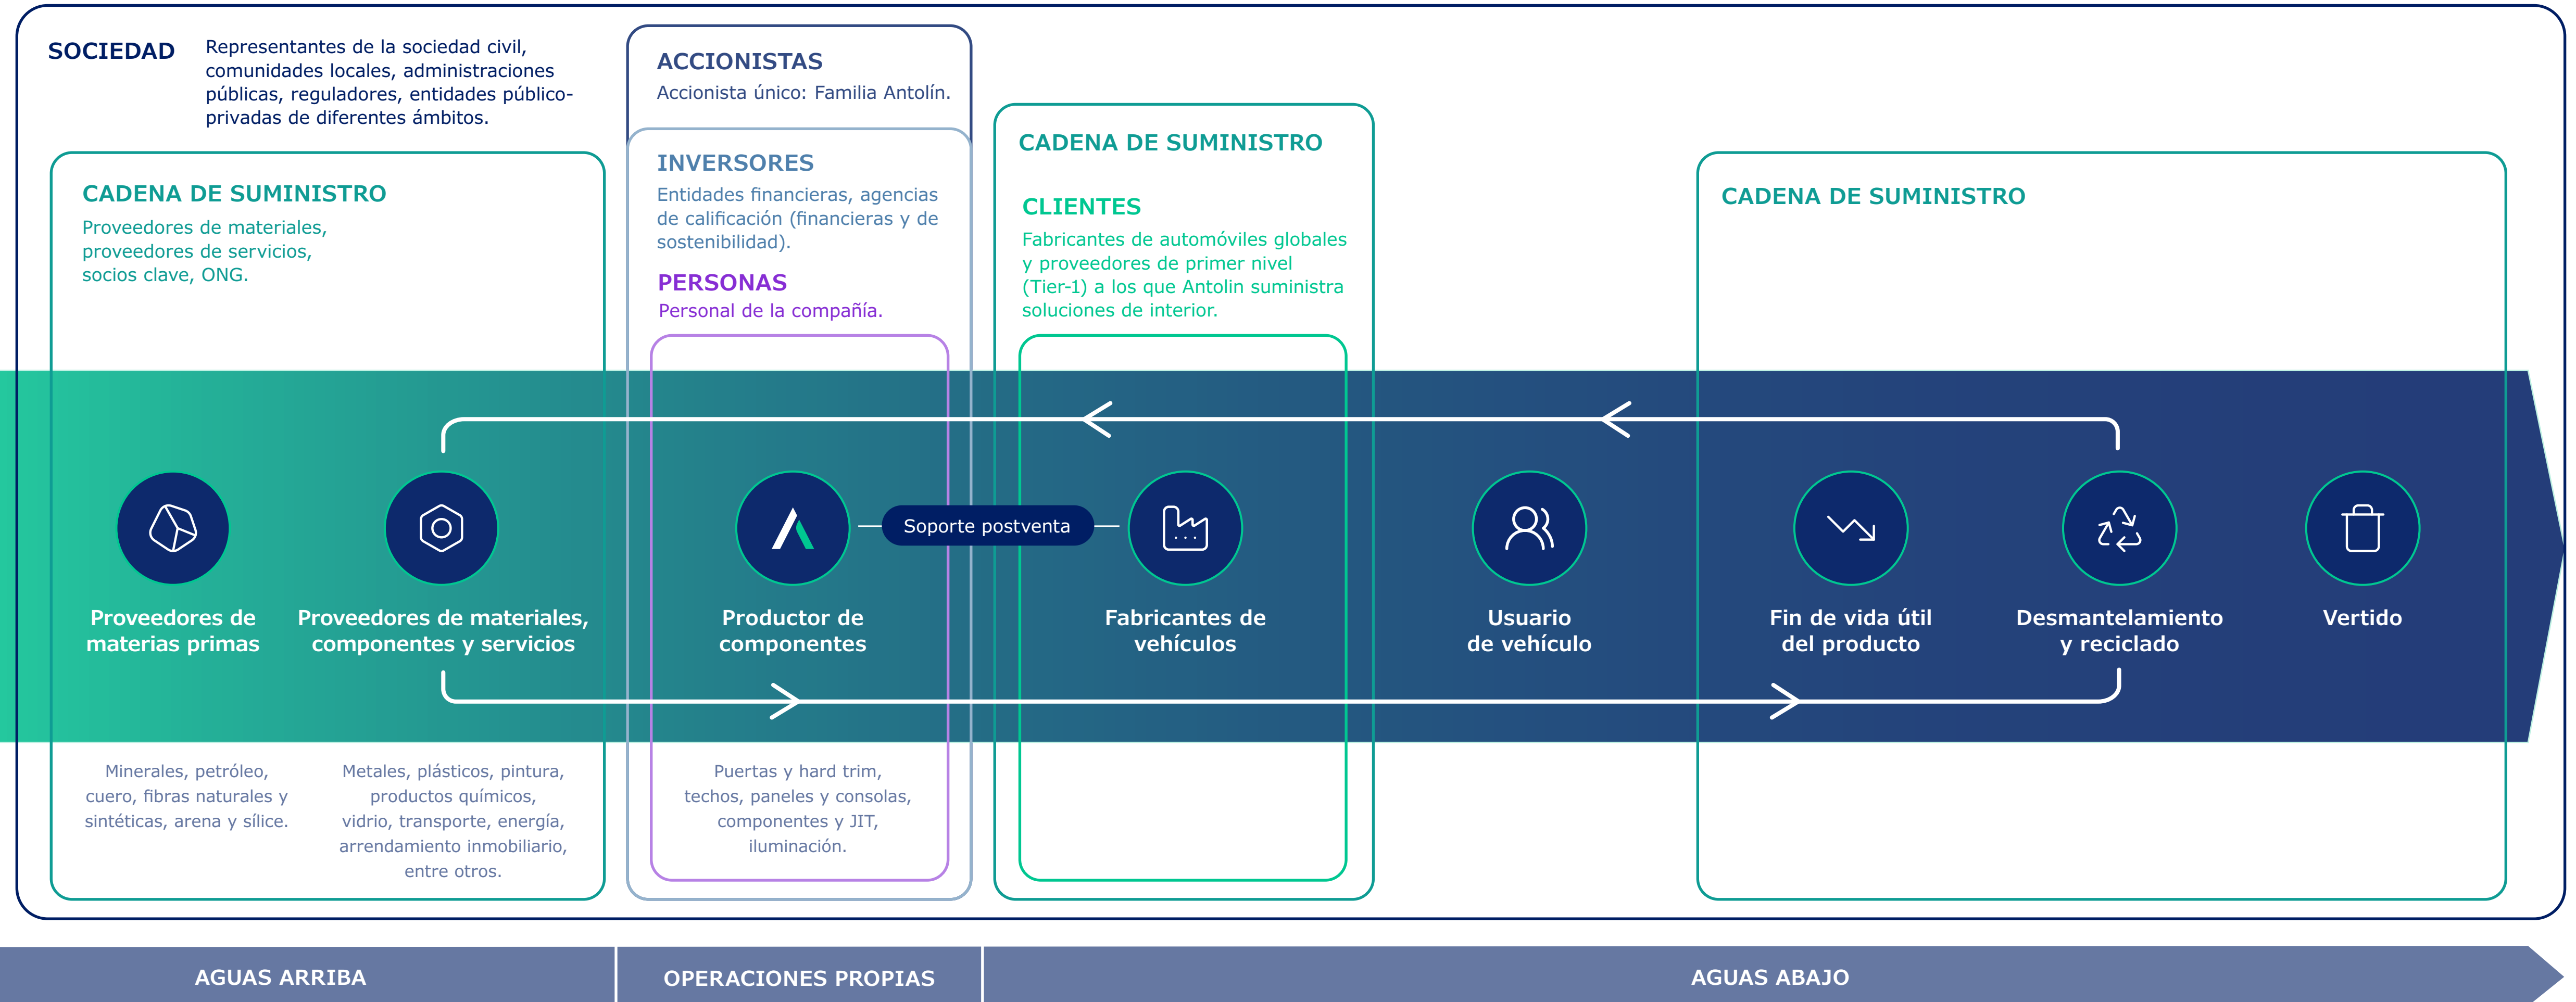 SOCIEDAD
Representantes de la sociedad civil,
comunidades locales, administraciones
públicas, reguladores, entidades público-
privadas de diferentes ámbitos.
CADENA DE SUMINISTRO
Proveedores de materiales,
proveedores de servicios,
socios clave, ONG.
ACCIONISTAS
Accionista único: Familia Antolín.
INVERSORES
Entidades financieras, agencias
de calificación (financieras y de
sostenibilidad).
PERSONAS
Personal de la compañía.
CADENA DE SUMINISTRO
CLIENTES
Fabricantes de automóviles globales
y proveedores de primer nivel
(Tier-1) a los que Antolin suministra
soluciones de interior.
CADENA DE SUMINISTRO
Proveedores de
materias primas
Proveedores de materiales,
componentes y servicios
Productor de
componentes
Soporte postventa
Fabricantes de
vehículos
Usuario
de vehículo
Fin de vida útil
del producto
Desmantelamiento
y reciclado
Vertido
Minerales, petróleo,
cuero, fibras naturales y
sintéticas, arena y sílice.
Metales, plásticos, pintura,
productos químicos,
vidrio, transporte, energía,
arrendamiento inmobiliario,
entre otros.
Puertas y hard trim,
techos, paneles y consolas,
componentes y JIT,
iluminación.
AGUAS ARRIBA
OPERACIONES PROPIAS
AGUAS ABAJO